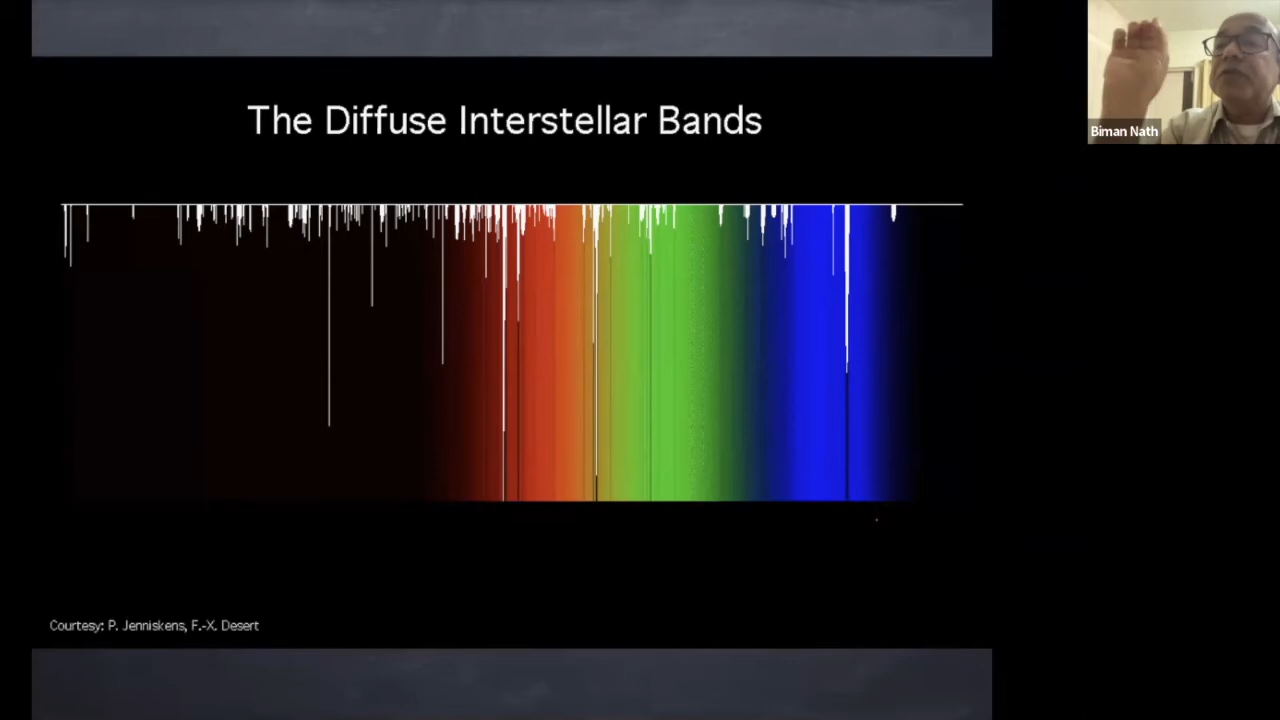 The Diffuse Interstellar Bands
Biman Nath
Courtesy: P. Jenniskens, F.-X. Desert